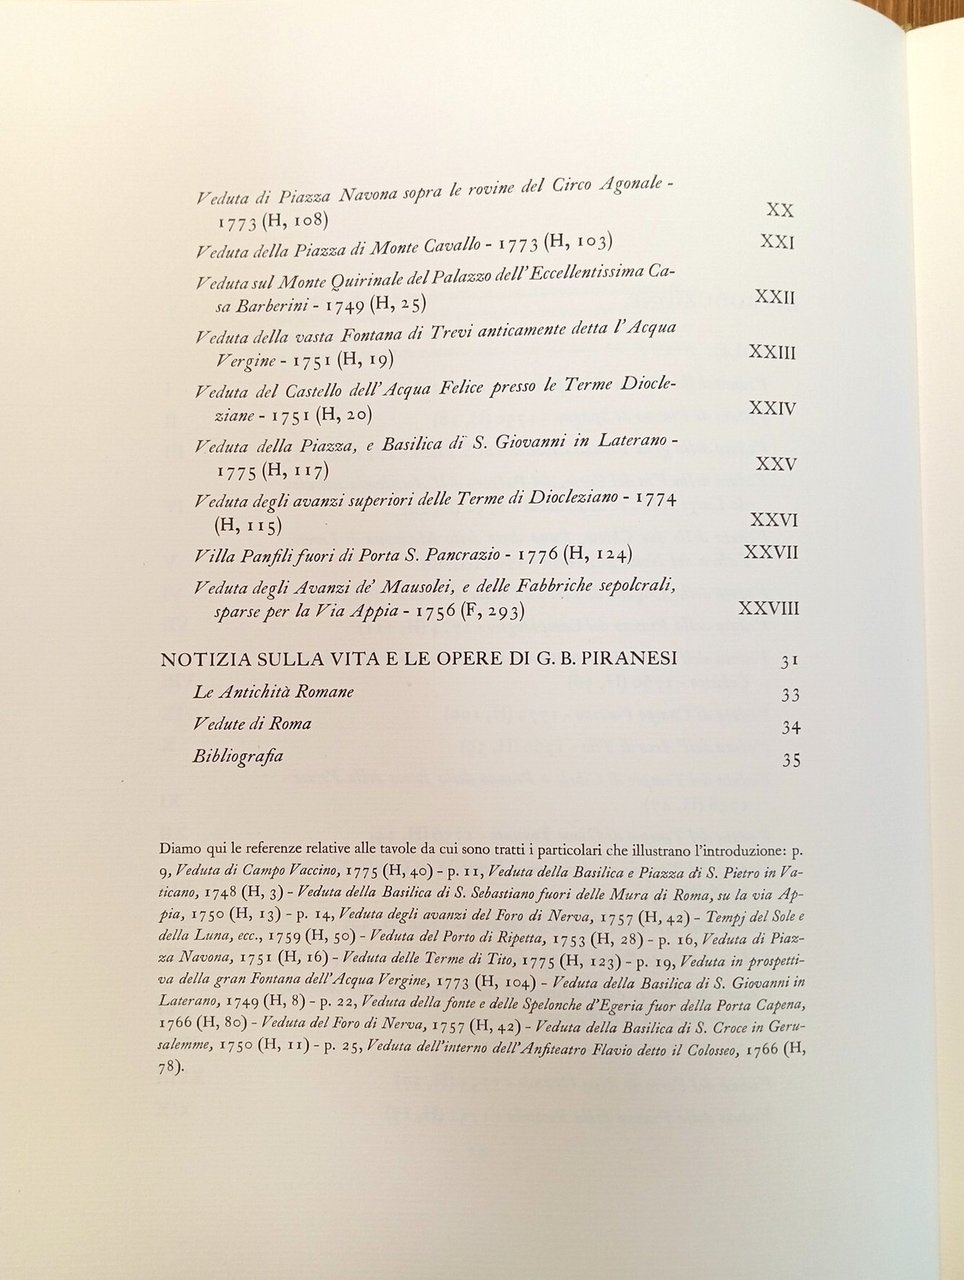 Veduta di Piazza Navona sopra le rovine del Circo Agonale -
1773 (H, 108) XX
Veduta della Piazza di Monte Cavallo - 1773 (H, 103) XXI
Veduta sul Monte Quirinale del Palazzo dell'Eccellentissima Ca-
sa Barberini - 1749 (H, 25) XXII
Veduta della vasta Fontana di Trevi anticamente detta l'Acqua
Vergine - 1751 (H, 19) XXIII
Veduta del Castello dell'Acqua Felice presso le Terme Diocle-
ziane - 1751 (H, 20) XXIV
Veduta della Piazza, e Basilica di S. Giovanni in Laterano -
1775 (H, 117) XXV
Veduta degli avanzi superiori delle Terme di Diocleziano - 1774
(H, 115) XXVI
Villa Panfili fuori di Porta S. Pancrazio - 1776 (H, 124) XXVII
Veduta degli Avanzi de' Mausolei, e delle Fabbriche sepolcrali,
sparse per la Via Appia - 1756 (F, 293) XXVIII
NOTIZIA SULLA VITA E LE OPERE DI G. B. PIRANESI 31
Le Antichità Romane 33
Vedute di Roma 34
Bibliografia 35
Diamo qui le referenze relative alle tavole da cui sono tratti i particolari che illustrano l'introduzione: p.
9, Veduta di Campo Vaccino, 1775 (H, 40) - p. 11, Veduta della Basilica e Piazza di S. Pietro in Va-
ticano, 1748 (H, 3) - Veduta della Basilica di S. Sebastiano fuori delle Mura di Roma, su la via Ap-
pia, 1750 (H, 13) - p. 14, Veduta degli avanzi del Foro di Nerva, 1757 (H, 42) - Tempj del Sole e
della Luna, ecc., 1759 (H, 50) - Veduta del Porto di Ripetta, 1753 (H, 28) - p. 16, Veduta di Piaz-
za Navona, 1751 (H, 16) - Veduta delle Terme di Tito, 1775 (H, 123) - p. 19, Veduta in prospetti-
va della gran Fontana dell'Acqua Vergine, 1773 (H, 104) - Veduta della Basilica di S. Giovanni in
Laterano, 1749 (H, 8) - p. 22, Veduta della fonte e delle Spelonche d'Egeria fuor della Porta Capena,
1766 (H, 80) - Veduta del Foro di Nerva, 1757 (H, 42) - Veduta della Basilica di S. Croce in Geru-
salemme, 1750 (H, 11) - p. 25, Veduta dell'interno dell'Anfiteatro Flavio detto il Colosseo, 1766 (H,
78).